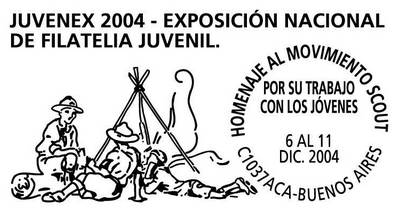 JUVENEX 2004 - EXPOSICIÓN NACIONAL
DE FILATELIA JUVENIL.
HOMENAJE AL MOVIMIENTO SCOUT
POR SU TRABAJO
CON LOS JÓVENES
6 AL 11
DIC. 2004
C1037ACA-BUENOS AIRES